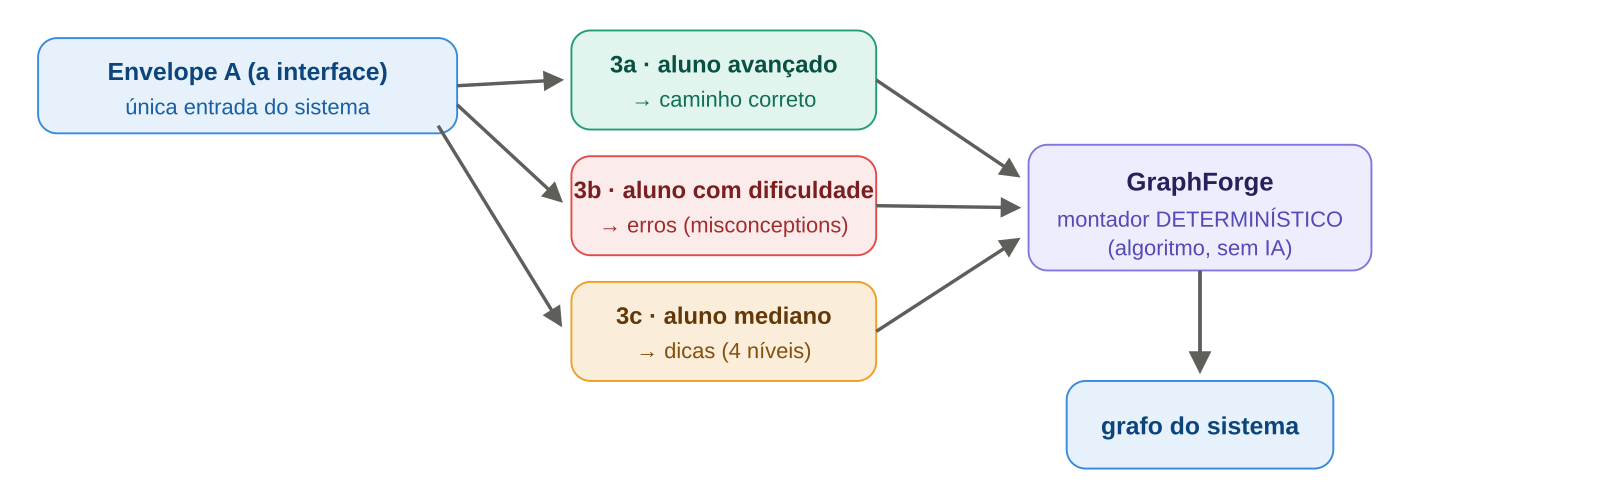 Envelope A (a interface)
única entrada do sistema
3a · aluno avançado
→ caminho correto
3b · aluno com dificuldade
→ erros (misconceptions)
3c · aluno mediano
→ dicas (4 níveis)
GraphForge
montador DETERMINÍSTICO
(algoritmo, sem IA)
grafo do sistema